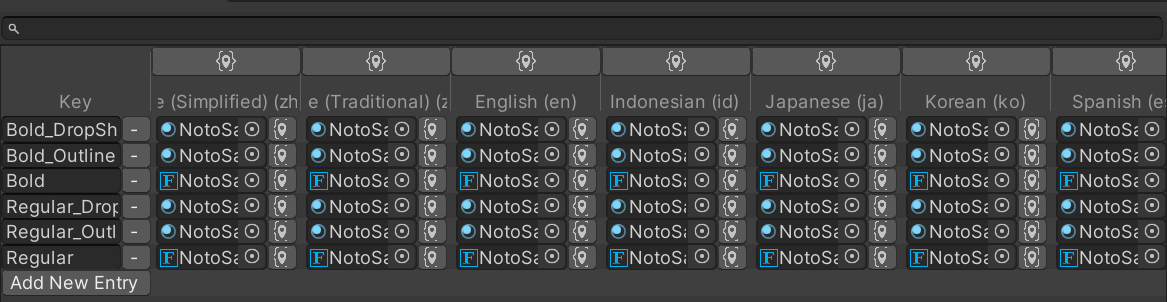 Key e (Simplified) (zh e (Traditional) (z English (en) Indonesian (id) Japanese (ja) Korean (ko) Spanish (es
Bold_DropSh - NotoSa NotoSa NotoSa NotoSa NotoSa NotoSa NotoSa
Bold_Outline - NotoSa NotoSa NotoSa NotoSa NotoSa NotoSa NotoSa
Bold - F NotoSa F NotoSa F NotoSa F NotoSa F NotoSa F NotoSa F NotoSa
Regular_Drop - NotoSa NotoSa NotoSa NotoSa NotoSa NotoSa NotoSa
Regular_Outl - NotoSa NotoSa NotoSa NotoSa NotoSa NotoSa NotoSa
Regular - F NotoSa F NotoSa F NotoSa F NotoSa F NotoSa F NotoSa F NotoSa
Add New Entry